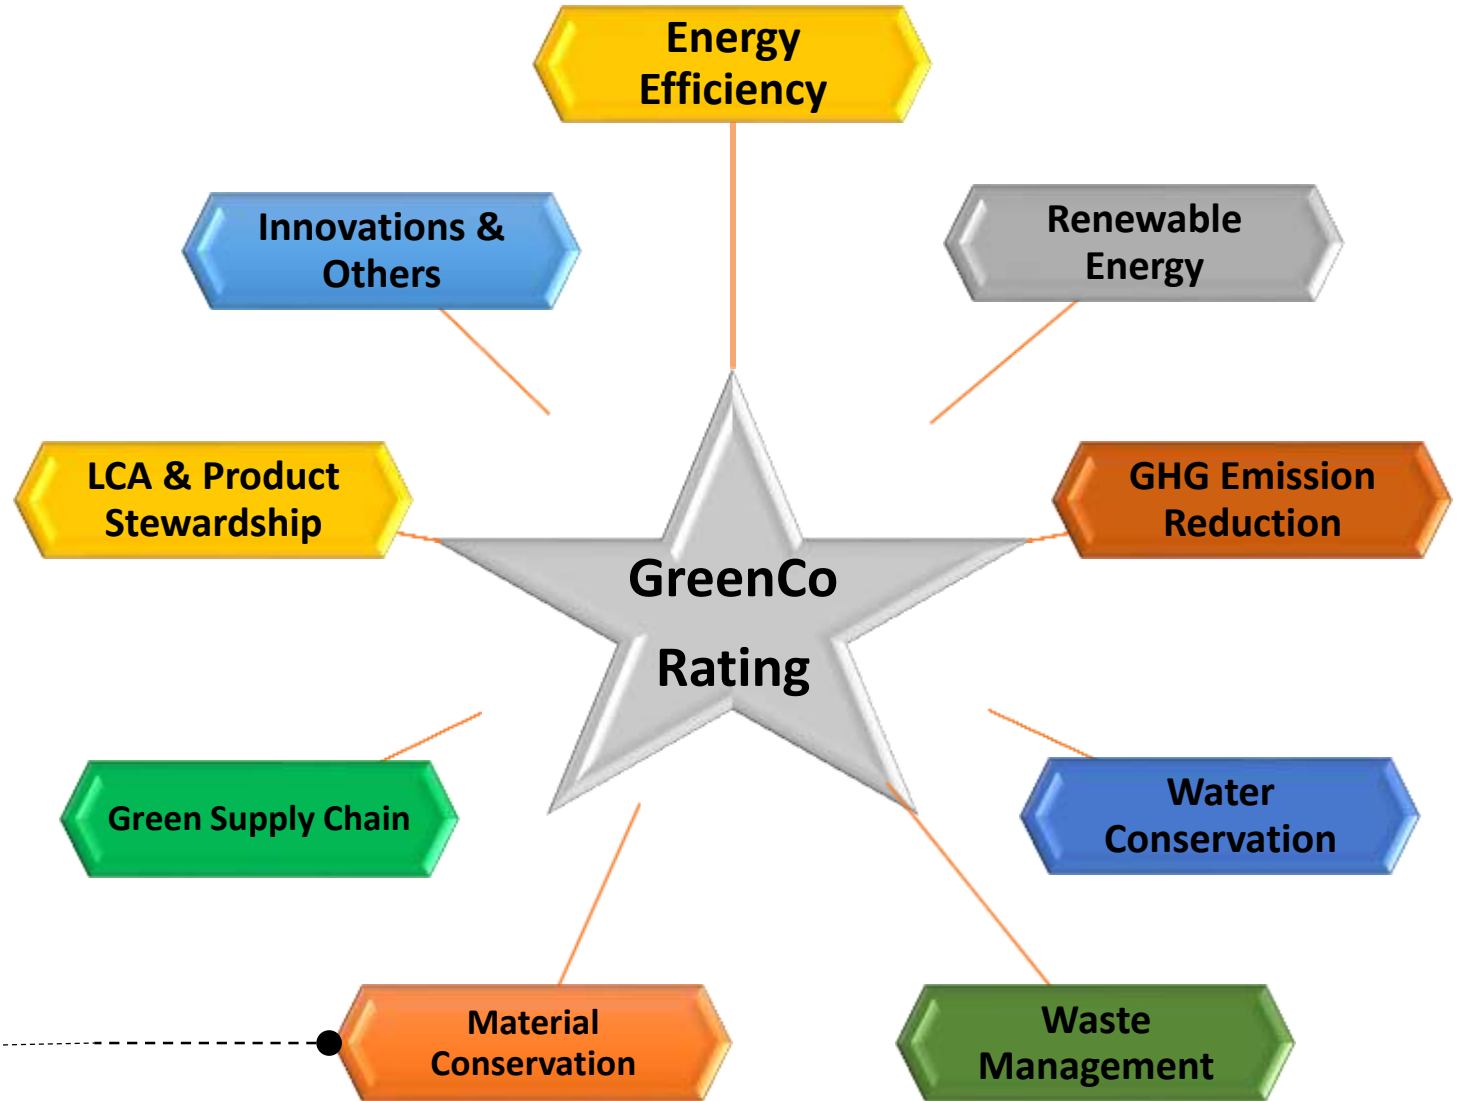 Energy
Efficiency
Innovations &
Others
Renewable
Energy
LCA & Product
Stewardship
GHG Emission
Reduction
GreenCo
Rating
Green Supply Chain
Water
Conservation
Material
Conservation
Waste
Management